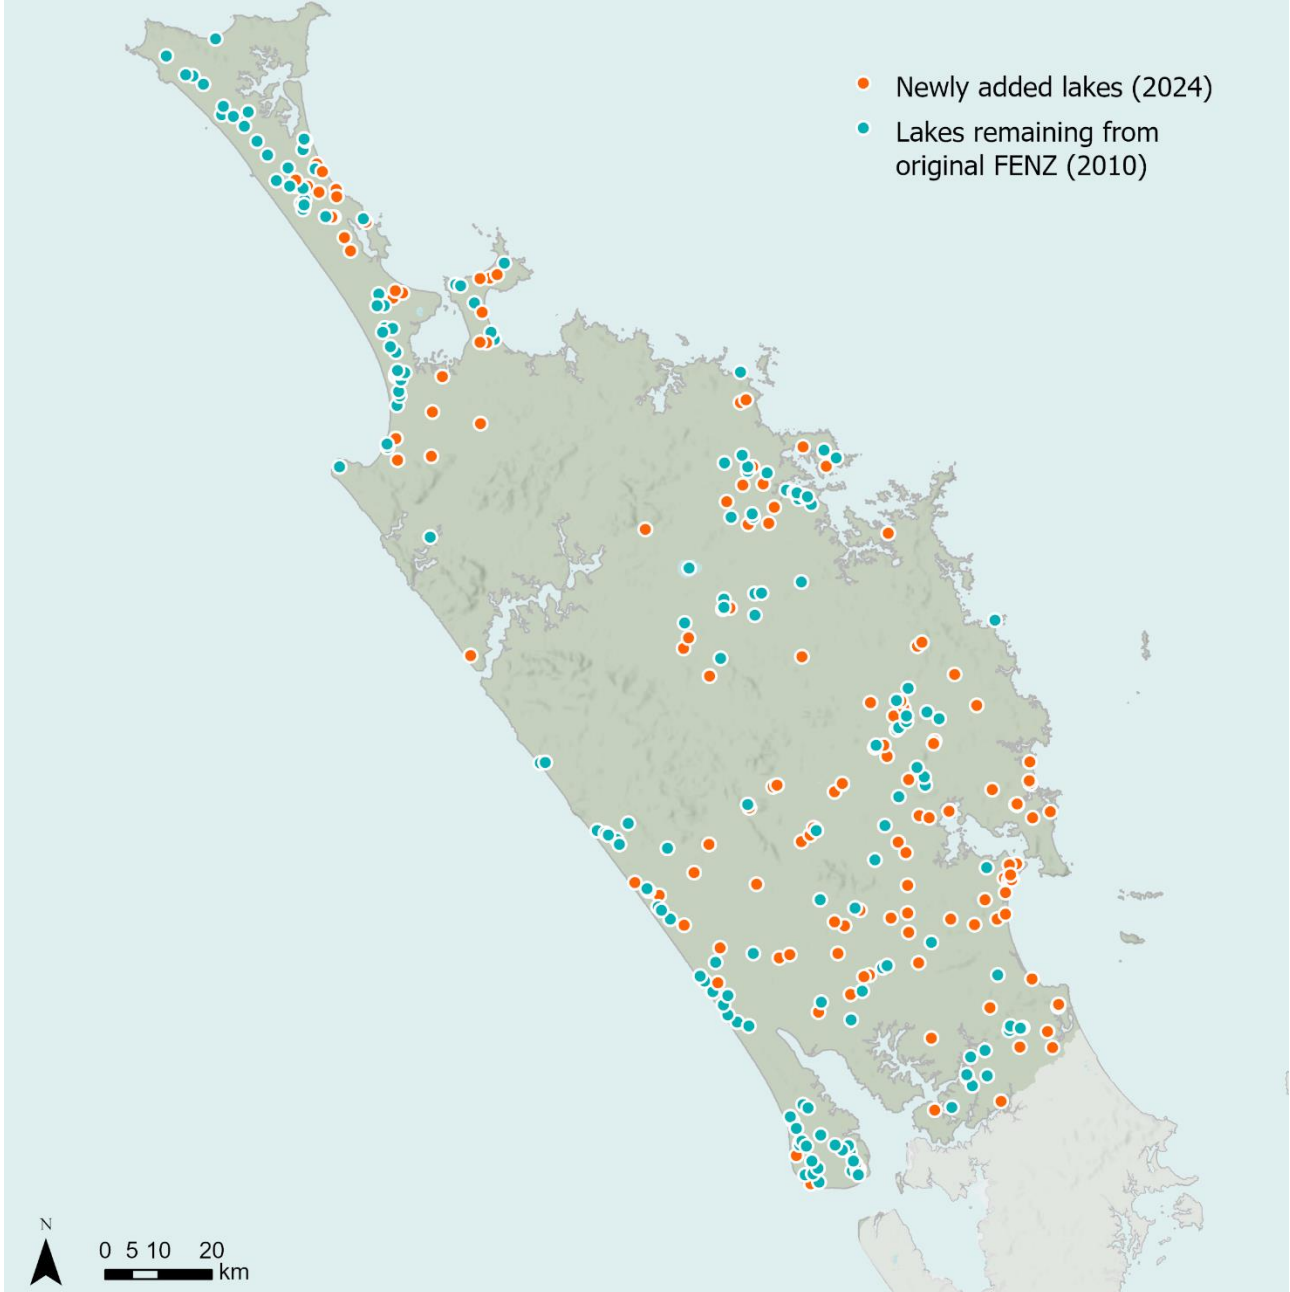 Newly added lakes (2024)
Lakes remaining from
original FENZ (2010)
N
0 5 10 20
km